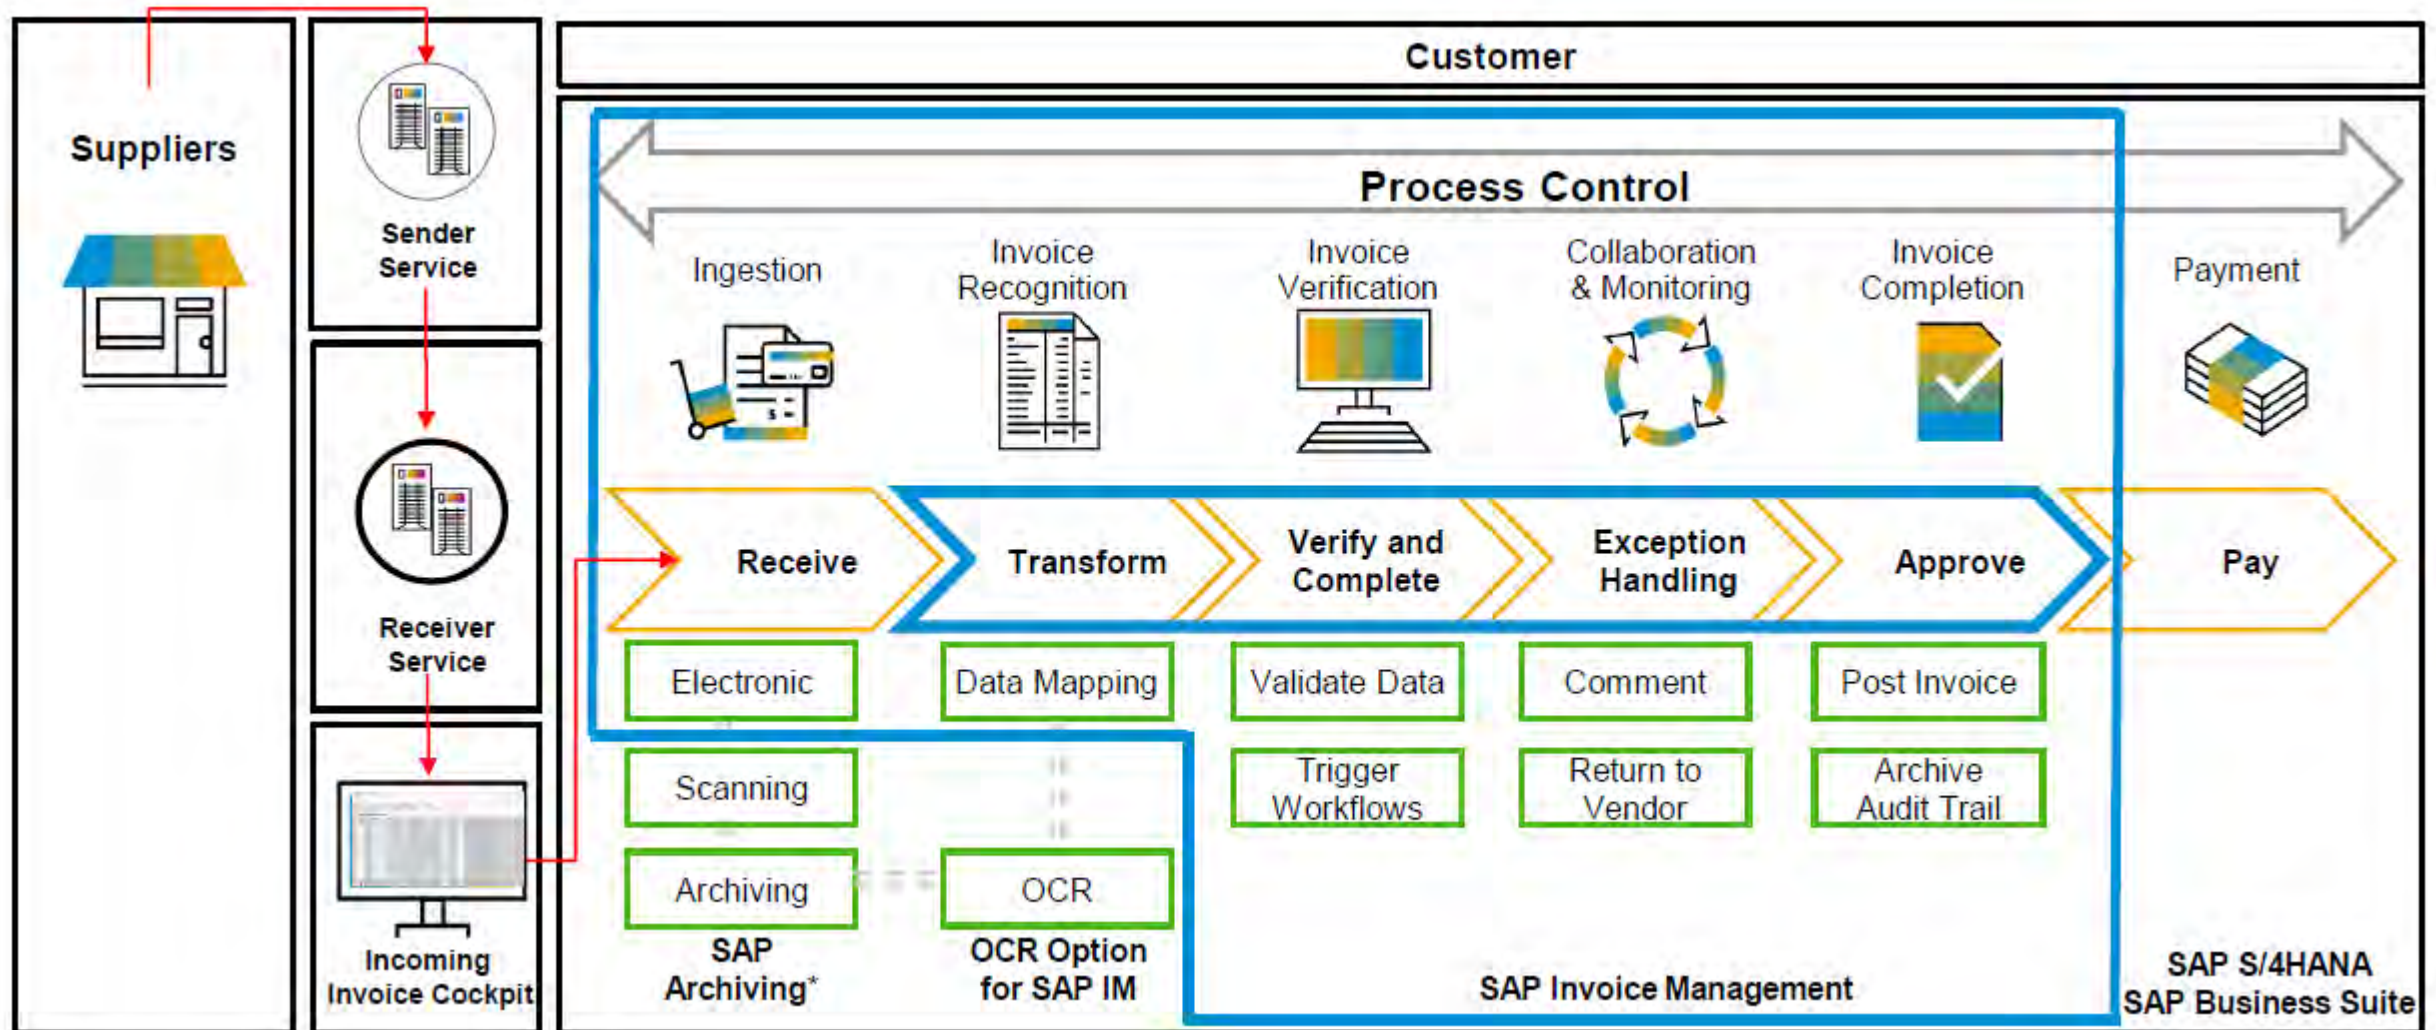 Customer
Suppliers
Sender
Service
Receiver
Service
Incoming
Invoice Cockpit
Process Control
Ingestion
Invoice
Recognition
Invoice
Verification
Collaboration
& Monitoring
Invoice
Completion
Payment
Receive
Transform
Verify and
Complete
Exception
Handling
Approve
Pay
Electronic
Data Mapping
Validate Data
Comment
Post Invoice
Scanning
Trigger
Workflows
Return to
Vendor
Archive
Audit Trail
Archiving
OCR
SAP
Archiving*
OCR Option
for SAP IM
SAP Invoice Management
SAP S/4HANA
SAP Business Suite